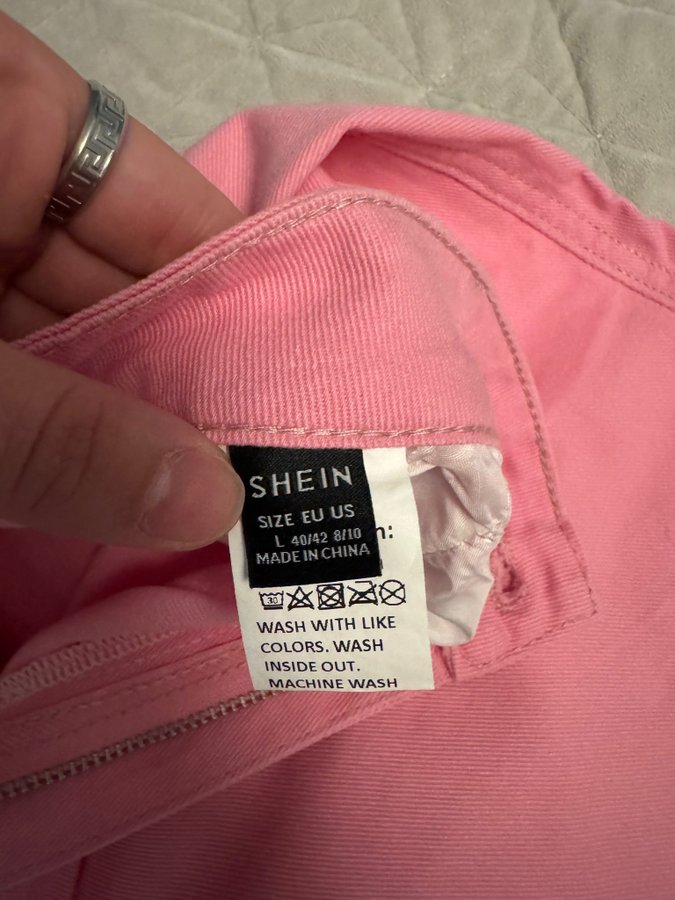 SHEIN
SIZE EU US
L 40/42 8/10
MADE IN CHINA
n:
30
WASH WITH LIKE
COLORS. WASH
INSIDE OUT.
MACHINE WASH